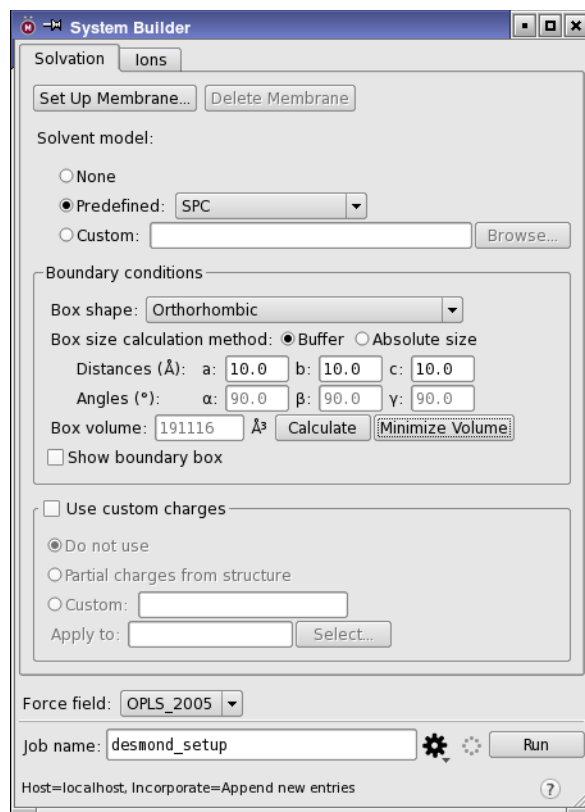 System Builder
Solvation Ions
Set Up Membrane... Delete Membrane
Solvent model:
None
Predefined: SPC
Custom: Browse...
Boundary conditions
Box shape: Orthorhombic
Box size calculation method: Buffer Absolute size
Distances (Å): a: 10.0 b: 10.0 c: 10.0
Angles (°): α: 90.0 β: 90.0 γ: 90.0
Box volume: 191116 Å³ Calculate Minimize Volume
Show boundary box
Use custom charges
Do not use
Partial charges from structure
Custom:
Apply to: Select...
Force field: OPLS_2005
Job name: desmond_setup Run
Host=localhost, Incorporate=Append new entries ?